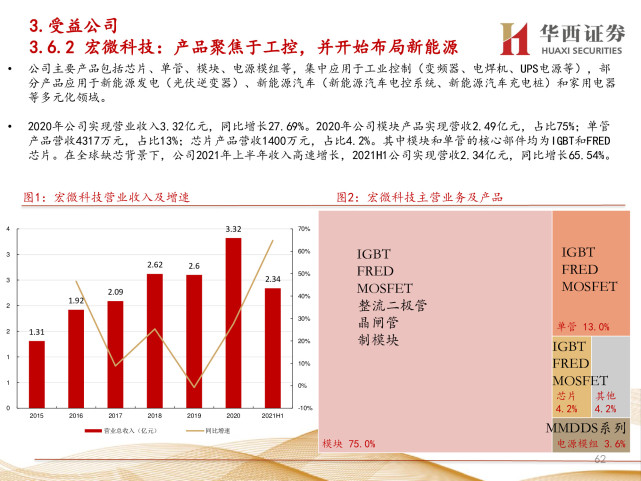 3.受益公司
华西证券
HUAXI SECURITIES
3.6.2 宏微科技：产品聚焦于工控，并开始布局新能源
• 公司主要产品包括芯片、单管、模块、电源模组等，集中应用于工业控制（变频器、电焊机、UPS电源等），部
分产品应用于新能源发电（光伏逆变器）、新能源汽车（新能源汽车电控系统、新能源汽车充电桩）和家用电器
等多元化领域。
• 2020年公司实现营业收入3.32亿元，同比增长27.69%。2020年公司模块产品实现营收2.49亿元，占比75%；单管
产品营收4317万元，占比13%；芯片产品营收1400万元，占比4.2%。其中模块和单管的核心部件均为IGBT和FRED
芯片。在全球缺芯背景下，公司2021年上半年收入高速增长，2021H1公司实现营收2.34亿元，同比增长65.54%。
图1：宏微科技营业收入及增速
4
3
3
2
2
1
1
0
1.31
1.92
2.09
2.62
2.6
3.32
2.34
70%
60%
50%
40%
30%
20%
10%
0%
-10%
2015 2016 2017 2018 2019 2020 2021H1
营业总收入（亿元） 同比增速
图2：宏微科技主营业务及产品
IGBT
FRED
MOSFET
整流二极管
晶闸管
制模块
模块 75.0%
IGBT
FRED
MOSFET
单管 13.0%
IGBT
FRED
MOSFET
芯片
4.2%
其他
4.2%
MMDDS系列
电源模组 3.6%
62